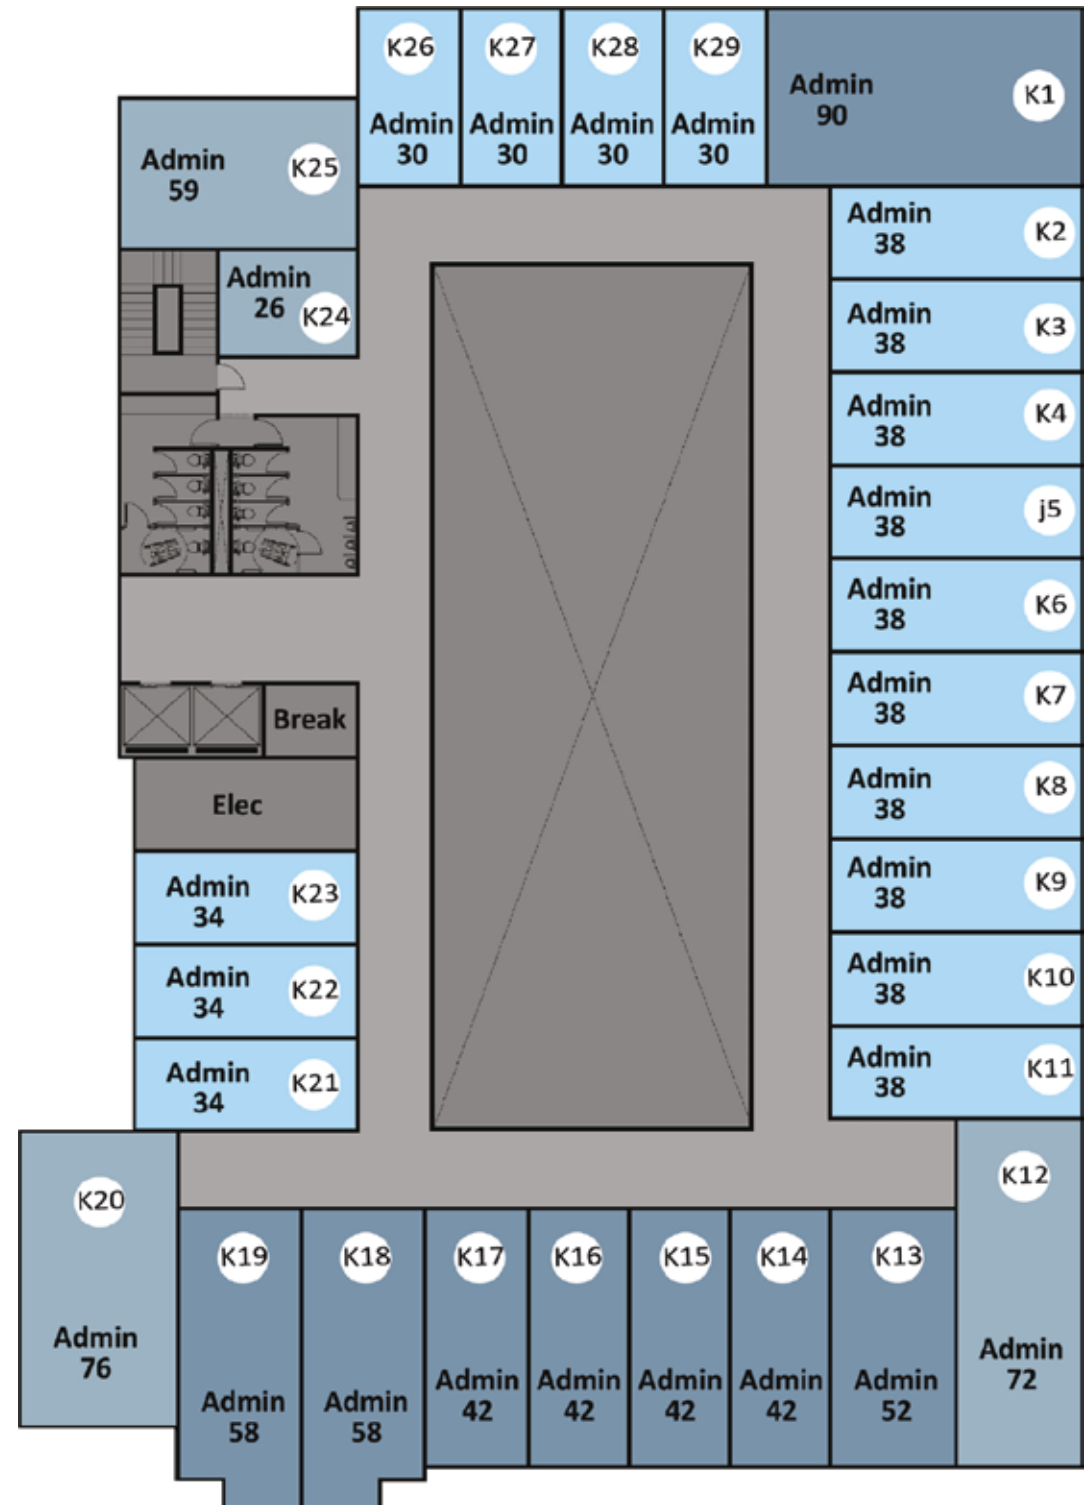 K26
Admin
30
K27
Admin
30
K28
Admin
30
K29
Admin
30
Admin
90
K1
Admin
59
K25
Admin
26
K24
Admin
38
K2
Admin
38
K3
Admin
38
K4
Admin
38
j5
Admin
38
K6
Admin
38
K7
Admin
38
K8
Admin
38
K9
Admin
38
K10
Admin
38
K11
Break
Elec
Admin
34
K23
Admin
34
K22
Admin
34
K21
K20
Admin
76
K19
Admin
58
K18
Admin
58
K17
Admin
42
K16
Admin
42
K15
Admin
42
K14
Admin
42
K13
Admin
52
K12
Admin
72